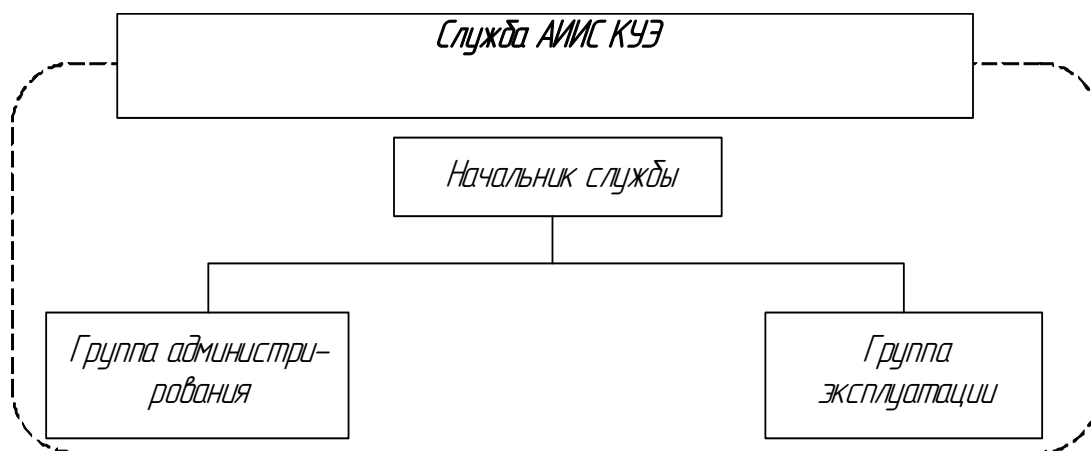 Служба АИИС КУЭ
Начальник службы
Группа администри-
рования
Группа
эксплуатации